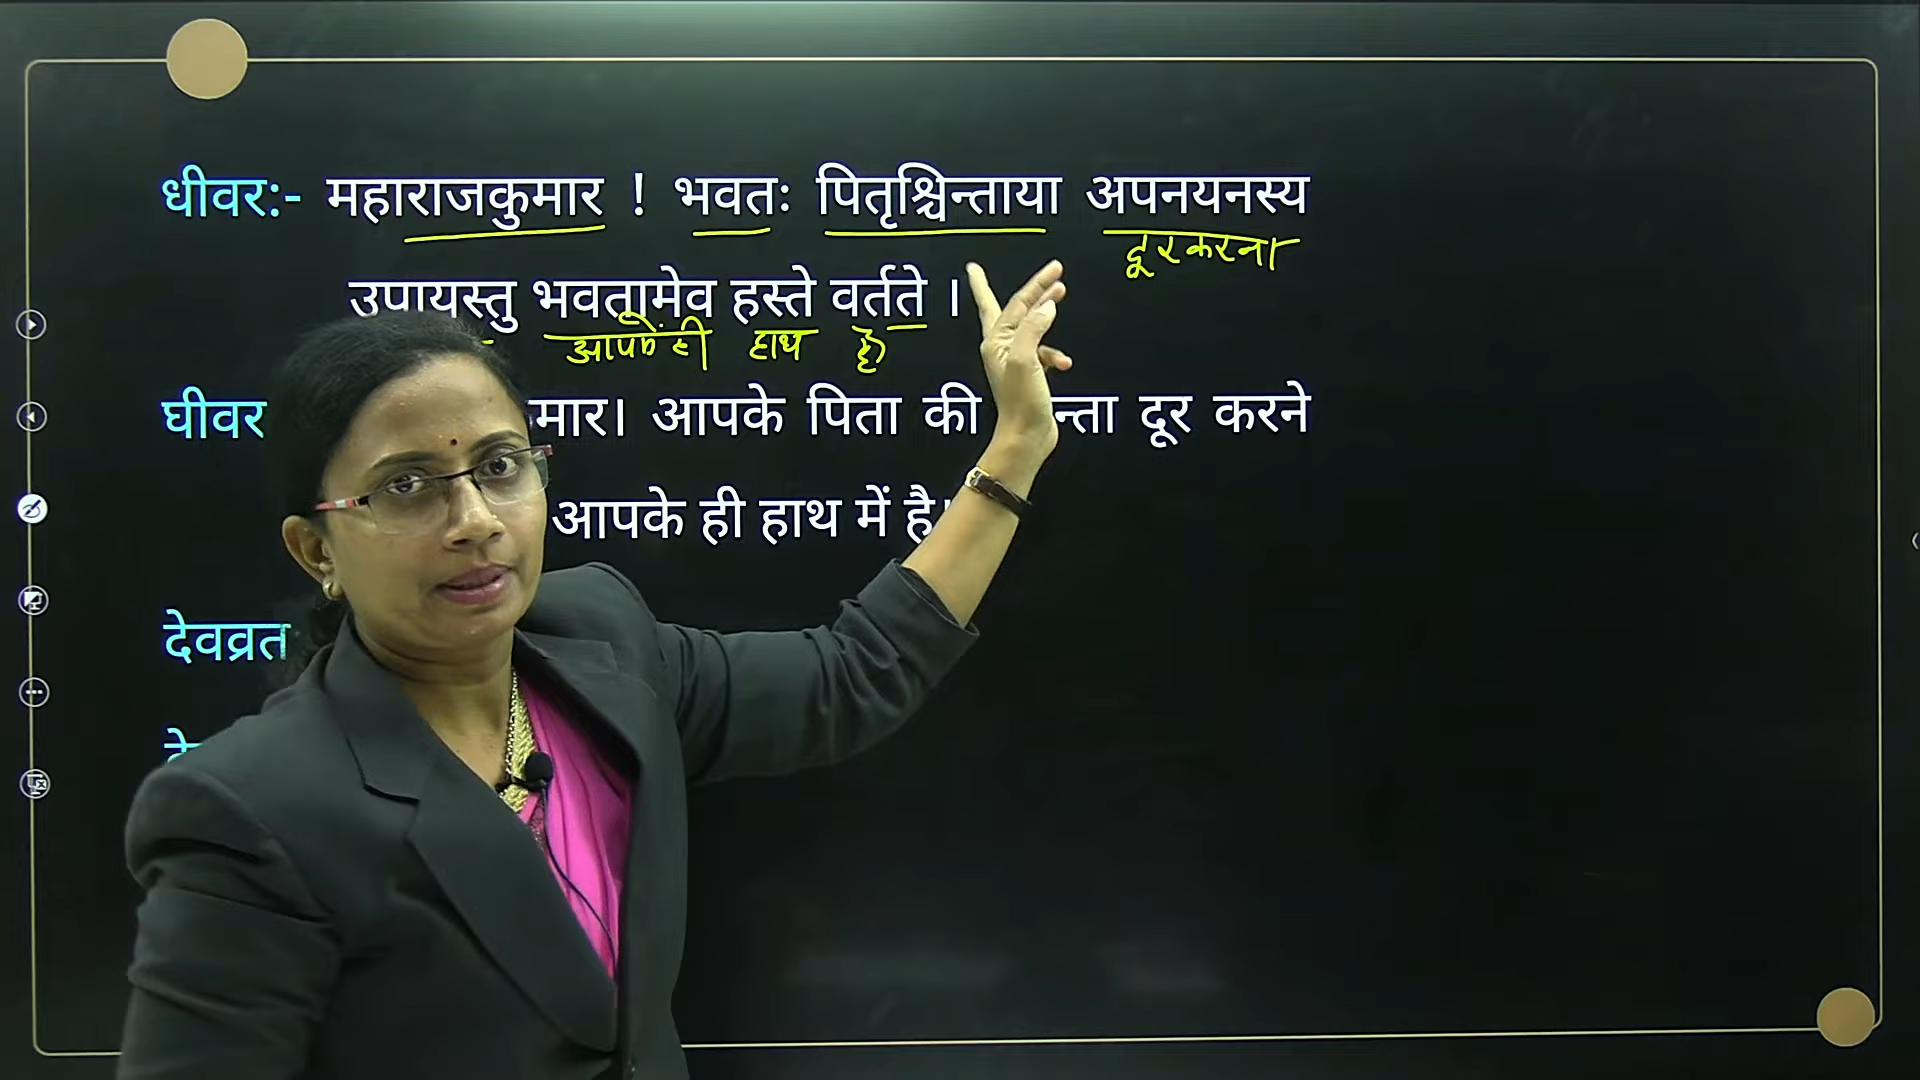 धीवर:- महाराजकुमार ! भवतः पितृश्चिन्ताया अपनयनस्य
दूर करना
उपायस्तु भवतामेव हस्ते वर्तते ।
आपके ही हाथ है
घीवर मार। आपके पिता की न्ता दूर करने
आपके ही हाथ में है।
देवव्रत